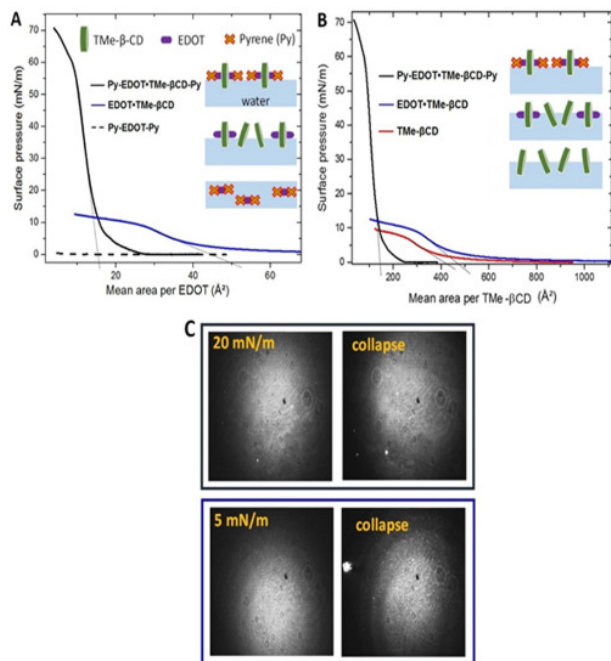 A
TMe-β-CD EDOT Pyrene (Py)
Surface pressure (mN/m)
70
60
50
40
30
20
10
0
Py-EDOT•TMe-βCD-Py
EDOT•TMe-βCD
Py-EDOT-Py
water
20 40 60
Mean area per EDOT (Å²)
B
Surface pressure (mN/m)
70
60
50
40
30
20
10
0
Py-EDOT•TMe-βCD-Py
EDOT•TMe-βCD
TMe-βCD
0 200 400 600 800 1000
Mean area per TMe-βCD
(Å²)
C
20 mN/m collapse
5 mN/m collapse